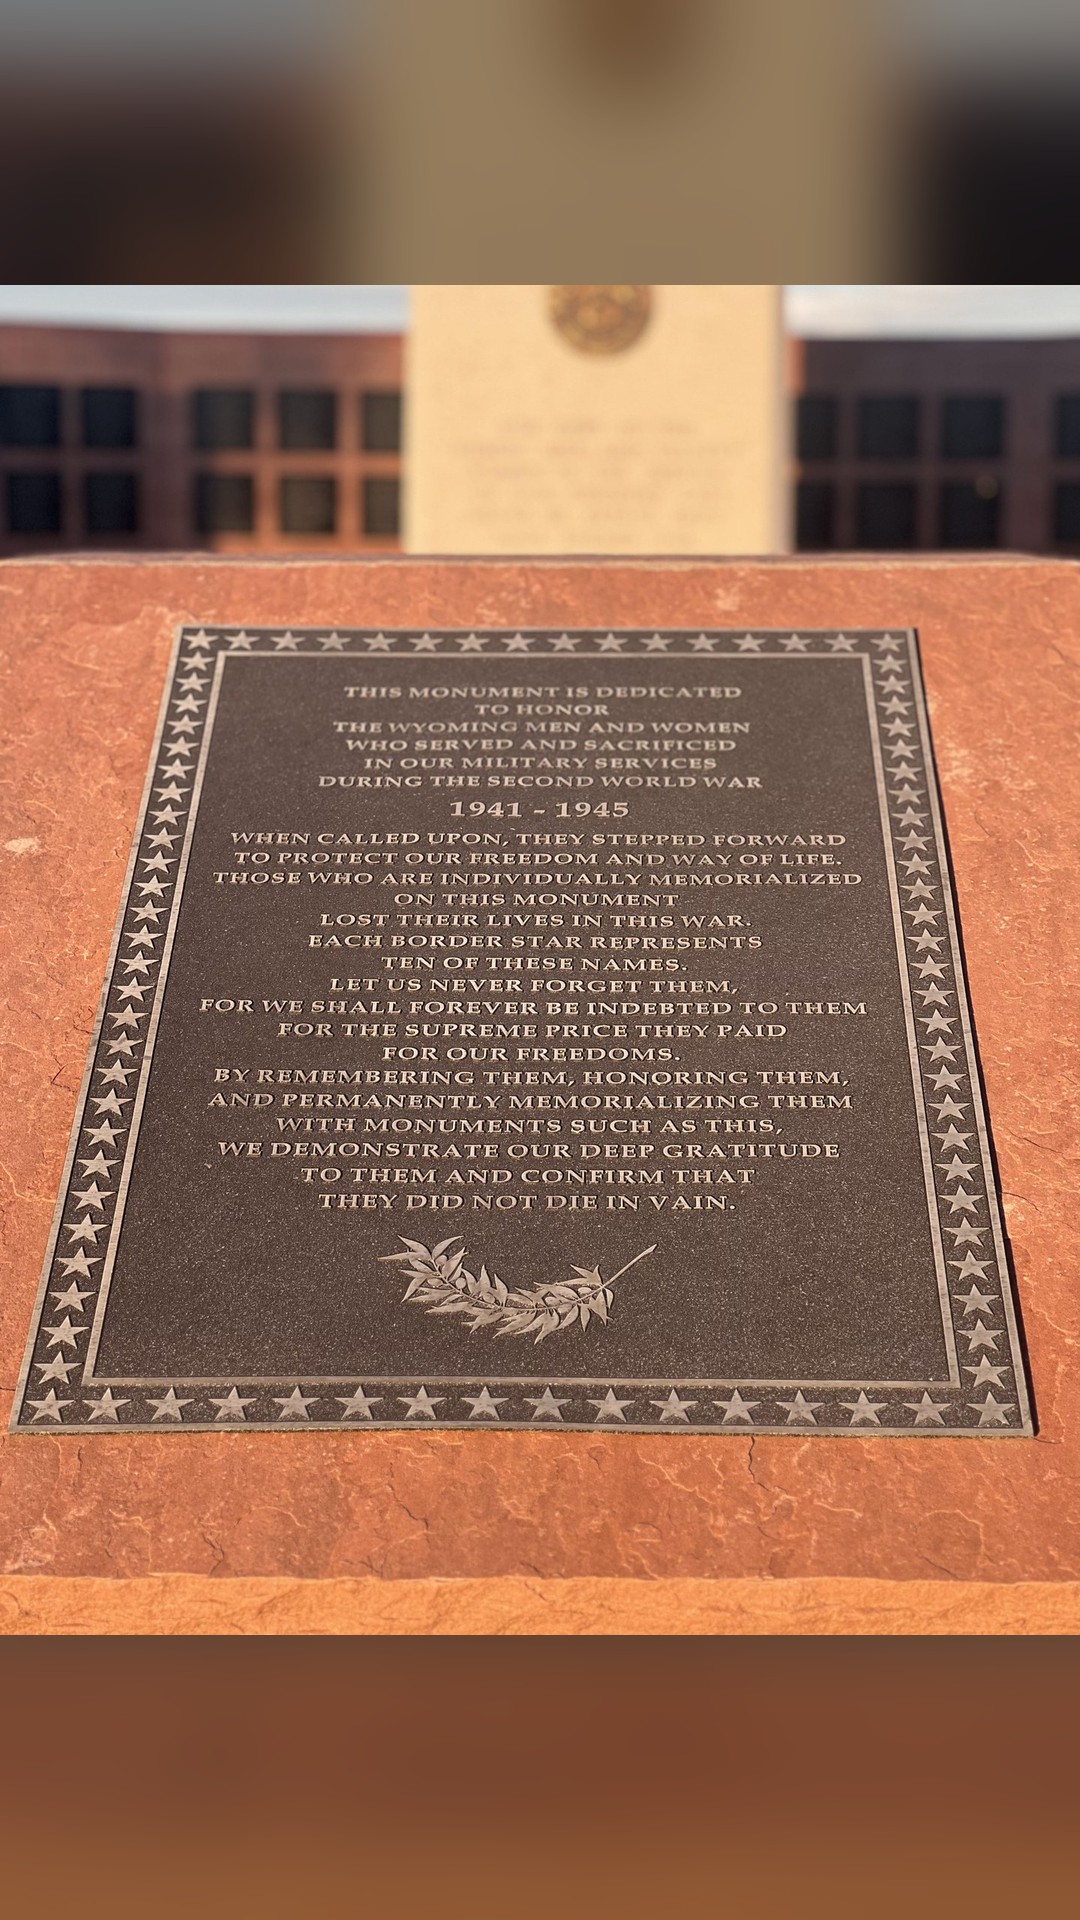 THIS MONUMENT IS DEDICATED
TO HONOR
THE WYOMING MEN AND WOMEN
WHO SERVED AND SACRIFICED
IN OUR MILITARY SERVICES
DURING THE SECOND WORLD WAR
1941 - 1945
WHEN CALLED UPON, THEY STEPPED FORWARD
TO PROTECT OUR FREEDOM AND WAY OF LIFE.
THOSE WHO ARE INDIVIDUALLY MEMORIALIZED
ON THIS MONUMENT
LOST THEIR LIVES IN THIS WAR.
EACH BORDER STAR REPRESENTS
TEN OF THESE NAMES.
LET US NEVER FORGET THEM,
FOR WE SHALL FOREVER BE INDEBTED TO THEM
FOR THE SUPREME PRICE THEY PAID
FOR OUR FREEDOMS.
BY REMEMBERING THEM, HONORING THEM,
AND PERMANENTLY MEMORIALIZING THEM
WITH MONUMENTS SUCH AS THIS,
WE DEMONSTRATE OUR DEEP GRATITUDE
TO THEM AND CONFIRM THAT
THEY DID NOT DIE IN VAIN.